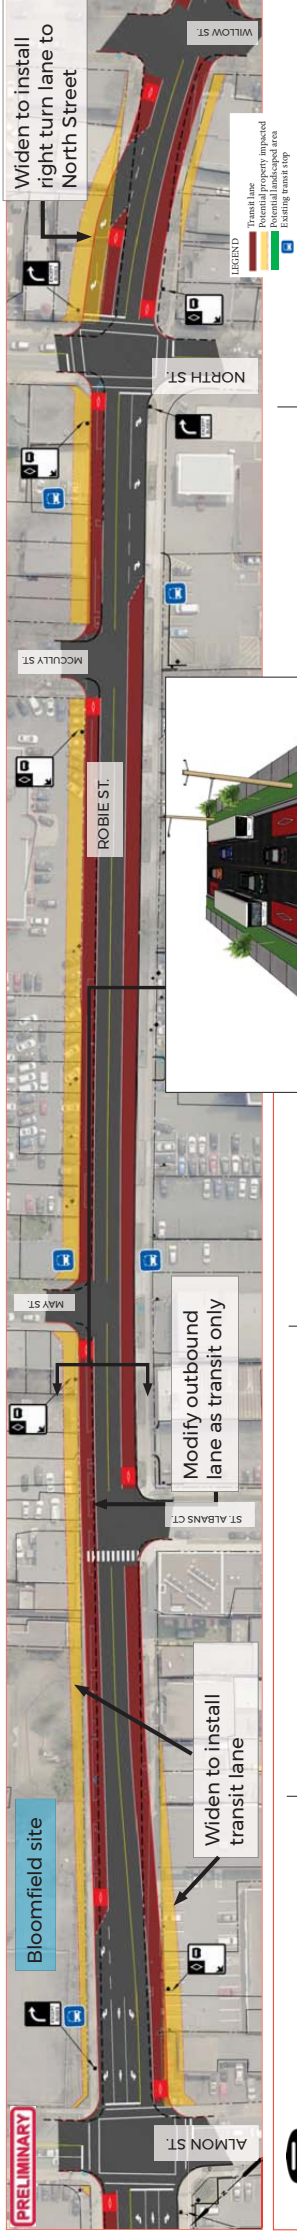 PRELIMINARY
Bloomfield site
Widen to install
right turn lane to
North Street
WILLOW ST.
NORTH ST.
MCCULLY ST.
ROBIE ST.
MAY ST.
ST. ALBANS CT.
ALMON ST.
Modify outbound
lane as transit only
Widen to install
transit lane
LEGEND
Transit lane
Potential property impacted
Potential landscaped area
Existing transit stop